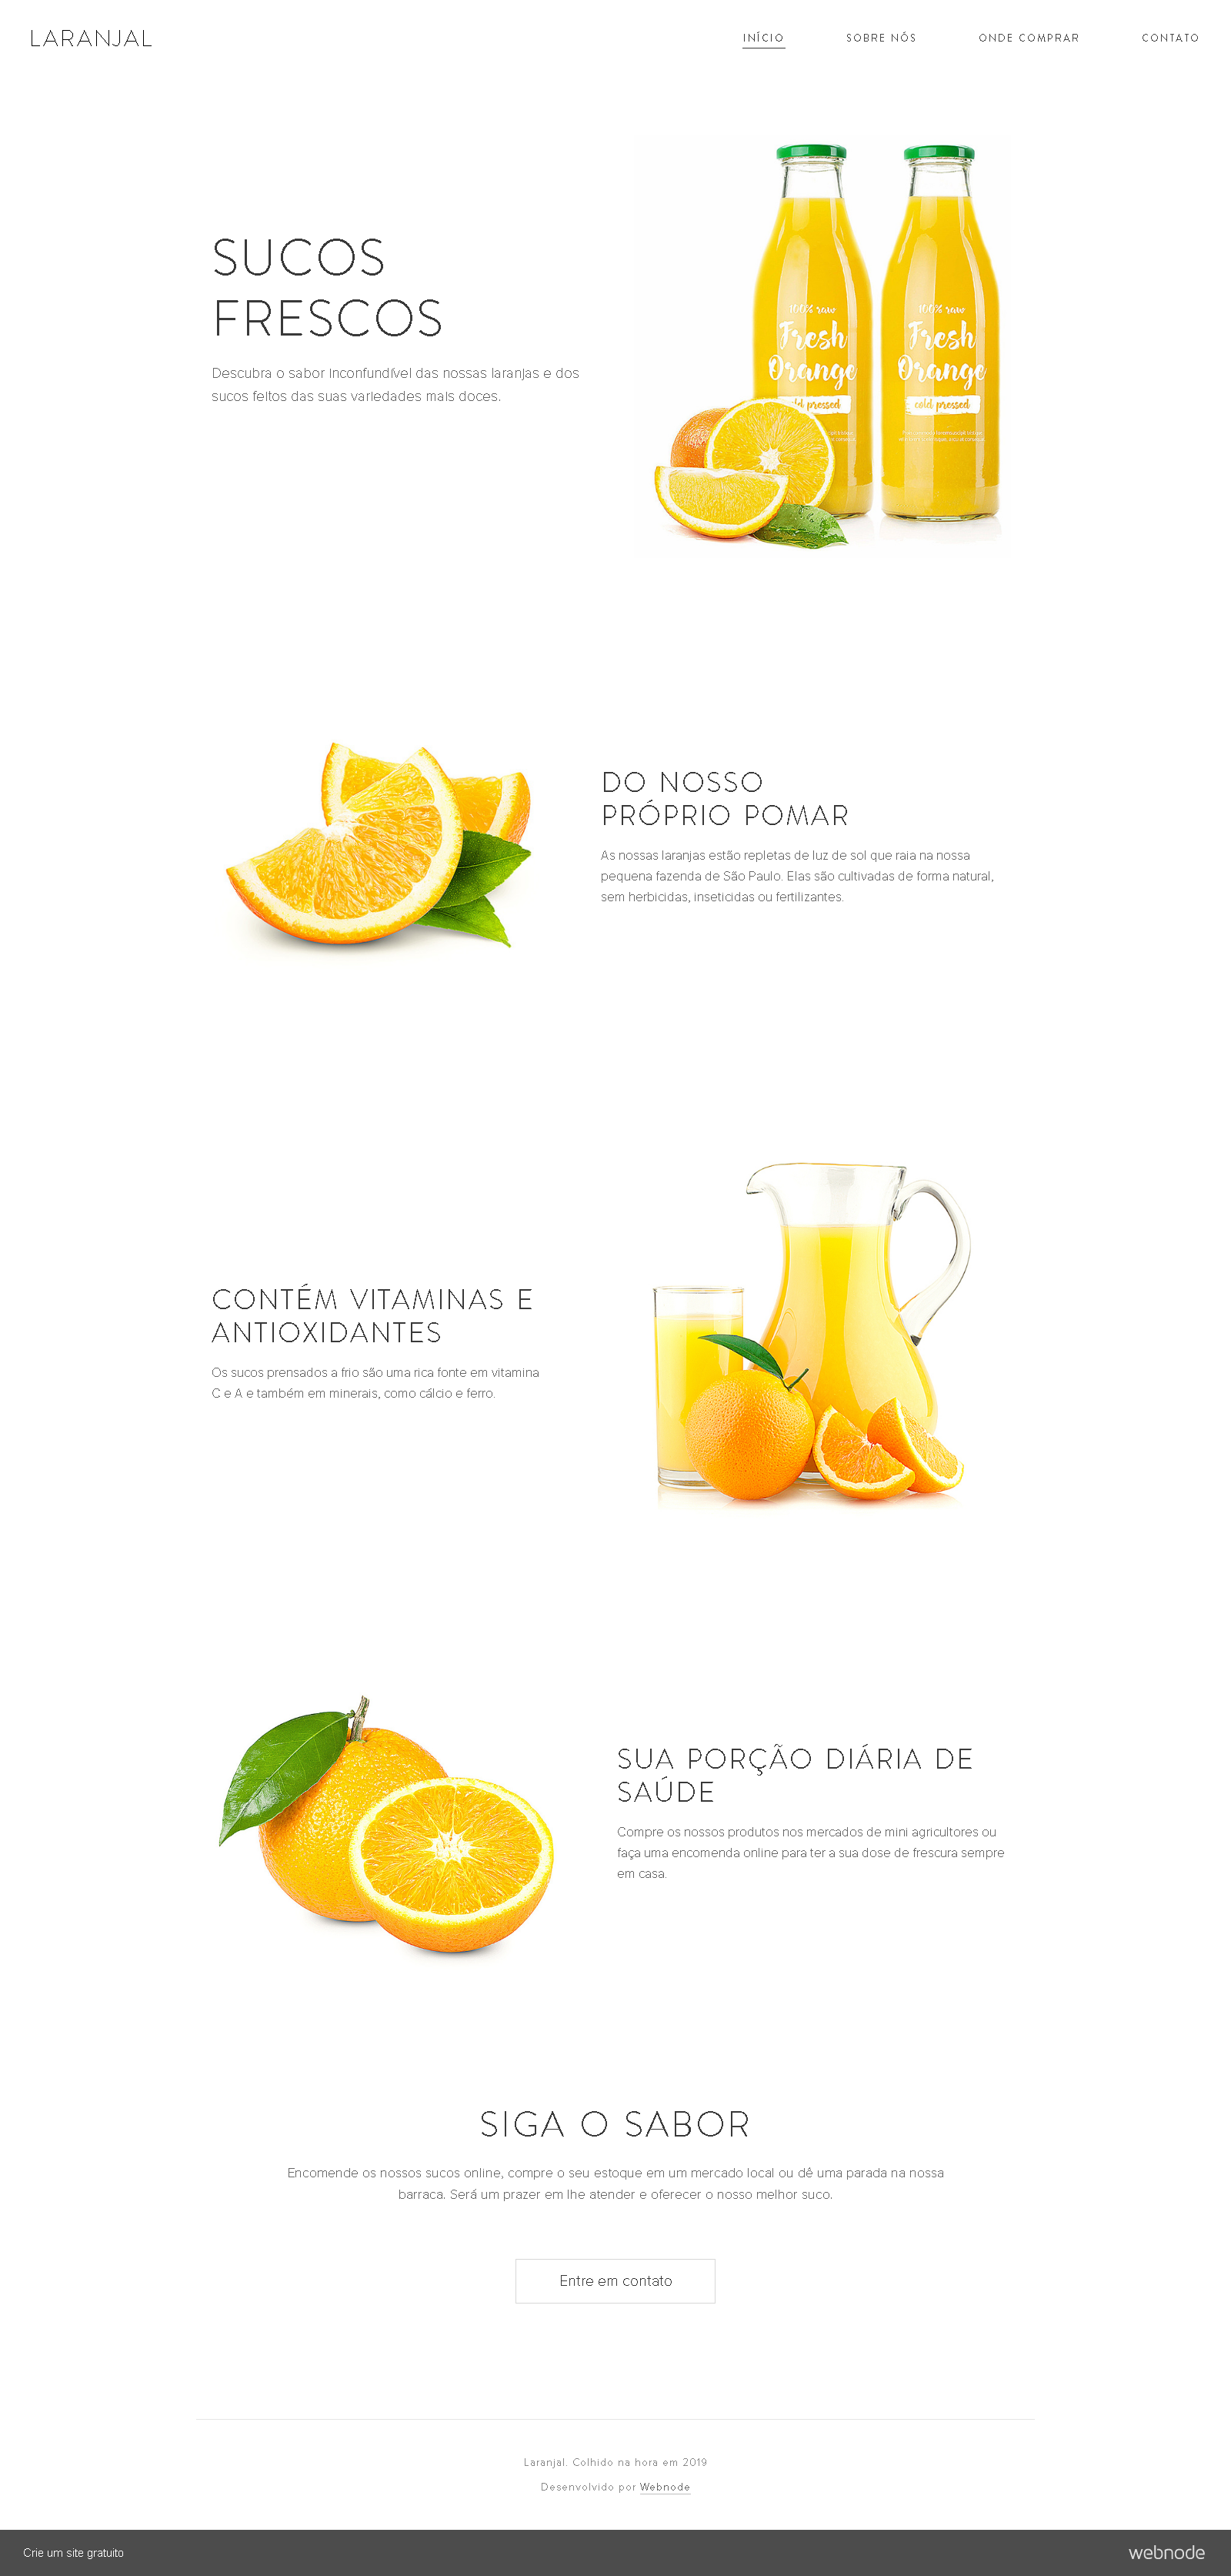 LARANJAL
INÍCIO
SOBRE NÓS
ONDE COMPRAR
CONTATO
SUCOS
FRESCOS
Descubra o sabor inconfundível das nossas laranjas e dos
sucos feitos das suas variedades mais doces.
100% raw
Fresh
Orange
pressed
100% raw
Fresh
Orange
cold pressed
DO NOSSO
PRÓPRIO POMAR
As nossas laranjas estão repletas de luz de sol que raia na nossa
pequena fazenda de São Paulo. Elas são cultivadas de forma natural,
sem herbicidas, inseticidas ou fertilizantes.
CONTÉM VITAMINAS E
ANTIOXIDANTES
Os sucos prensados a frio são uma rica fonte em vitamina
C e A e também em minerais, como cálcio e ferro.
SUA PORÇÃO DIÁRIA DE
SAÚDE
Compre os nossos produtos nos mercados de mini agricultores ou
faça uma encomenda online para ter a sua dose de frescura sempre
em casa.
SIGA O SABOR
Encomende os nossos sucos online, compre o seu estoque em um mercado local ou dê uma parada na nossa
barraca. Será um prazer em lhe atender e oferecer o nosso melhor suco.
Entre em contato
Laranjal. Colhido na hora em 2019
Desenvolvido por Webnode
Crie um site gratuito
webnode